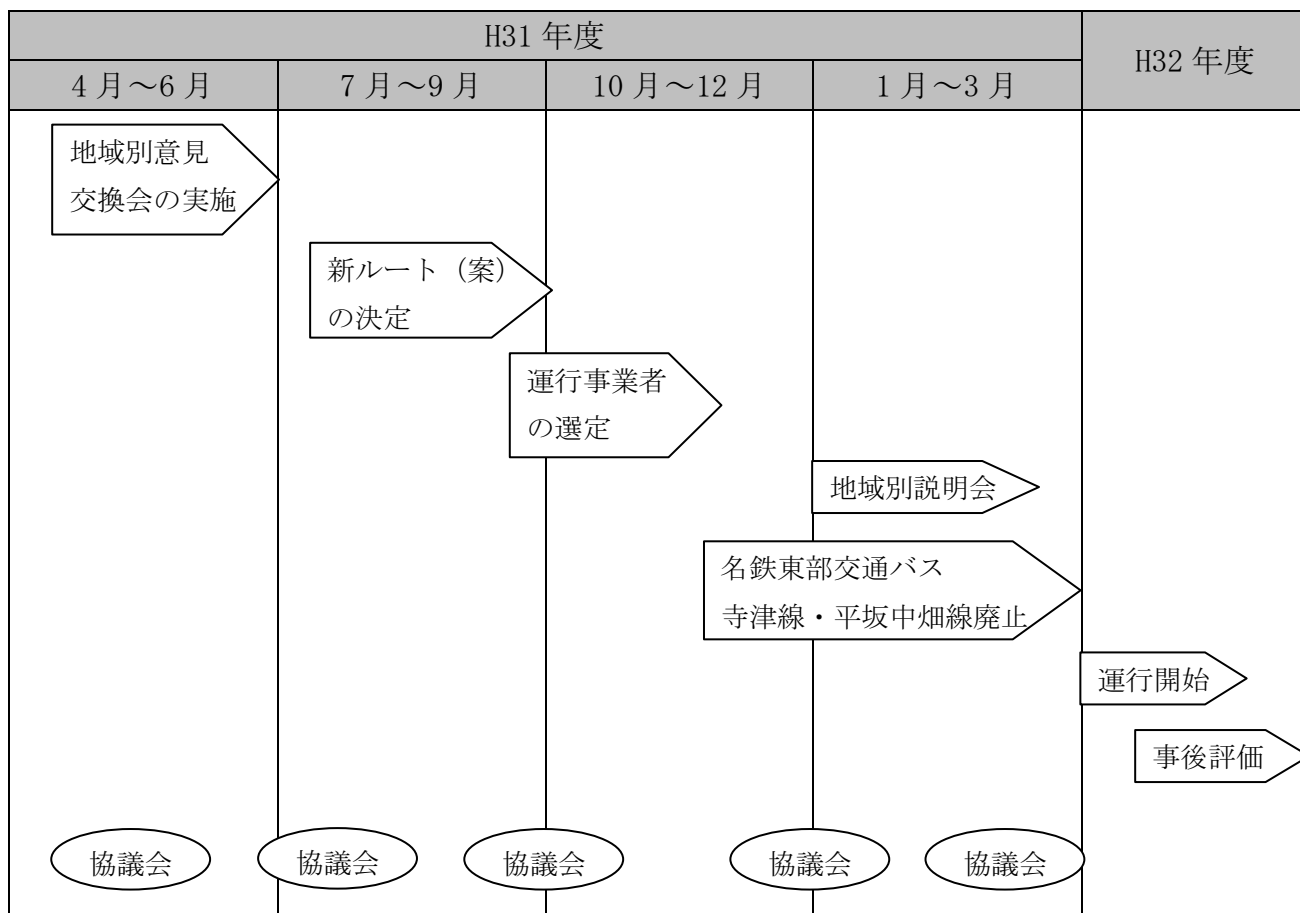 H31 年度
H32 年度
4 月～6 月
7 月～9 月
10 月～12 月
1 月～3 月
地域別意見
交換会の実施
新ルート（案）
の決定
運行事業者
の選定
地域別説明会
名鉄東部交通バス
寺津線・平坂中畑線廃止
運行開始
事後評価
協議会
協議会
協議会
協議会
協議会